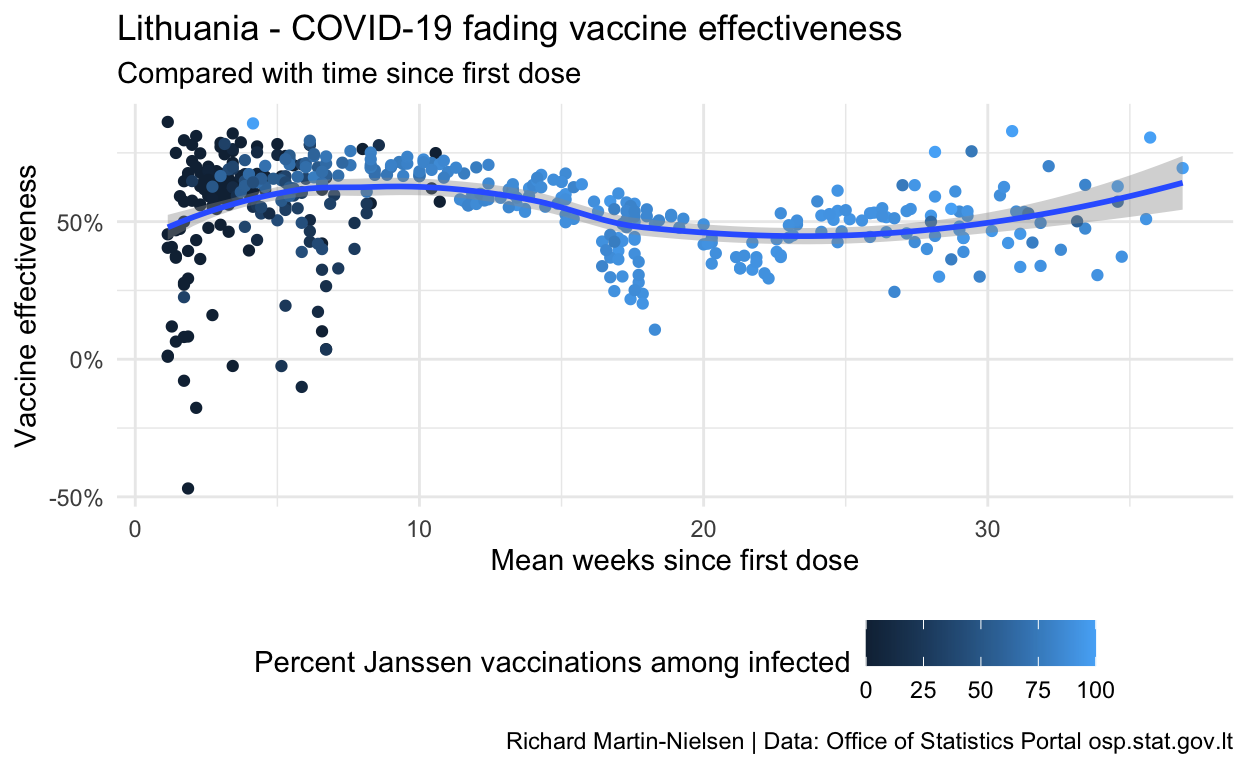 Lithuania - COVID-19 fading vaccine effectiveness
Compared with time since first dose
Vaccine effectiveness
50%
0%
-50%
0 10 20 30
Mean weeks since first dose
Percent Janssen vaccinations among infected
0 25 50 75 100
Richard Martin-Nielsen | Data: Office of Statistics Portal osp.stat.gov.lt